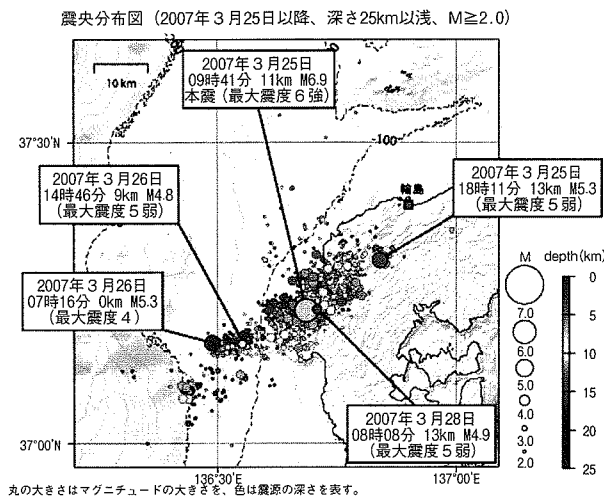 震央分布図（2007年３月25日以降、深さ25km以浅、M≧2.0）
10km
2007年３月25日
09時41分 11km M6.9
本震（最大震度６強）
100
37°30′N
2007年３月26日
14時46分 9km M4.8
（最大震度５弱）
輪島
2007年３月25日
18時11分 13km M5.3
（最大震度５弱）
2007年３月26日
07時16分 0km M5.3
（最大震度４）
M
7.0
6.0
5.0
4.0
3.0
2.0
depth(km)
0
5
10
15
20
25
2007年３月28日
08時08分 13km M4.9
（最大震度５弱）
37°00′N
136°30′E
137°00′E
丸の大きさはマグニチュードの大きさを、色は震源の深さを表す。